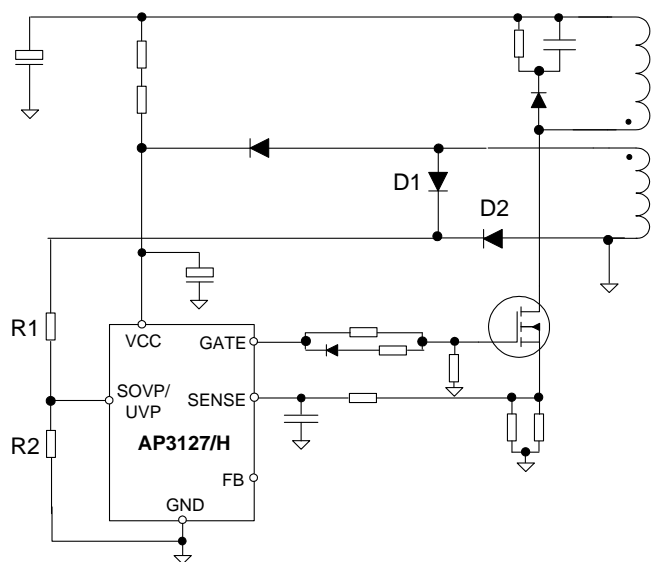 D1
D2
R1
VCC
GATE
SOVP/
UVP
SENSE
R2
AP3127/H
FB
GND